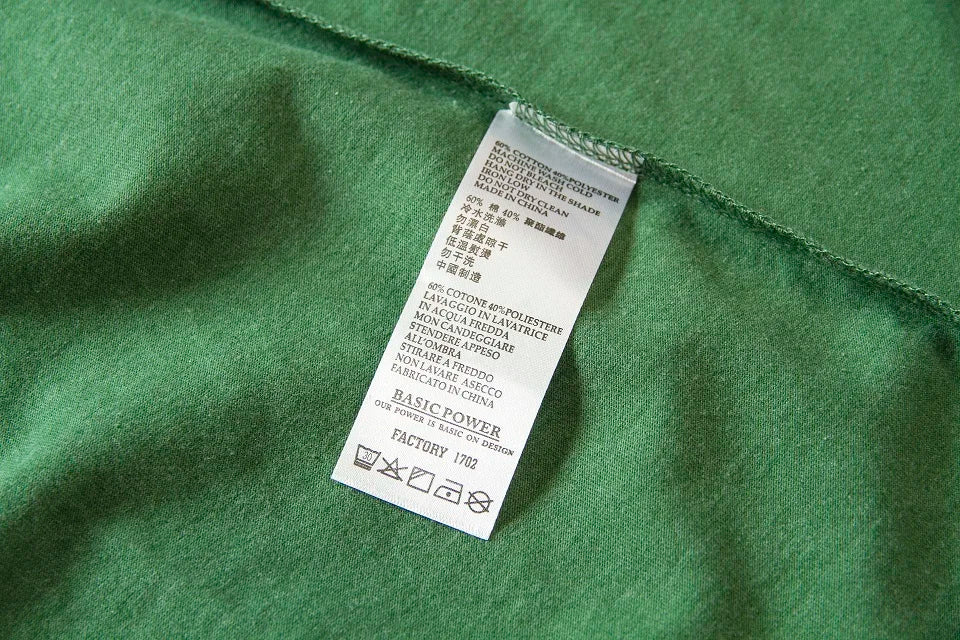 60% COTTON 40%POLYESTER
MACHINE WASH COLD
DO NOT BLEACH
HANG DRY IN THE SHADE
IRON LOW
DO NOT DRY CLEAN
MADE IN CHINA
60% 棉 40% 聚酯纖維
冷水洗滌
勿漂白
背蔭處晾干
低溫熨燙
勿干洗
中國制造
60% COTONE 40%POLIESTERE
LAVAGGIO IN LAVATRICE
IN ACQUA FREDDA
MON CANDEGGIARE
STENDERE APPESO
ALL'OMBRA
STIRARE A FREDDO
NON LAVARE ASECCO
FABRICATO IN CHINA
BASIC POWER
OUR POWER IS BASIC ON DESIGN
FACTORY 1702
30